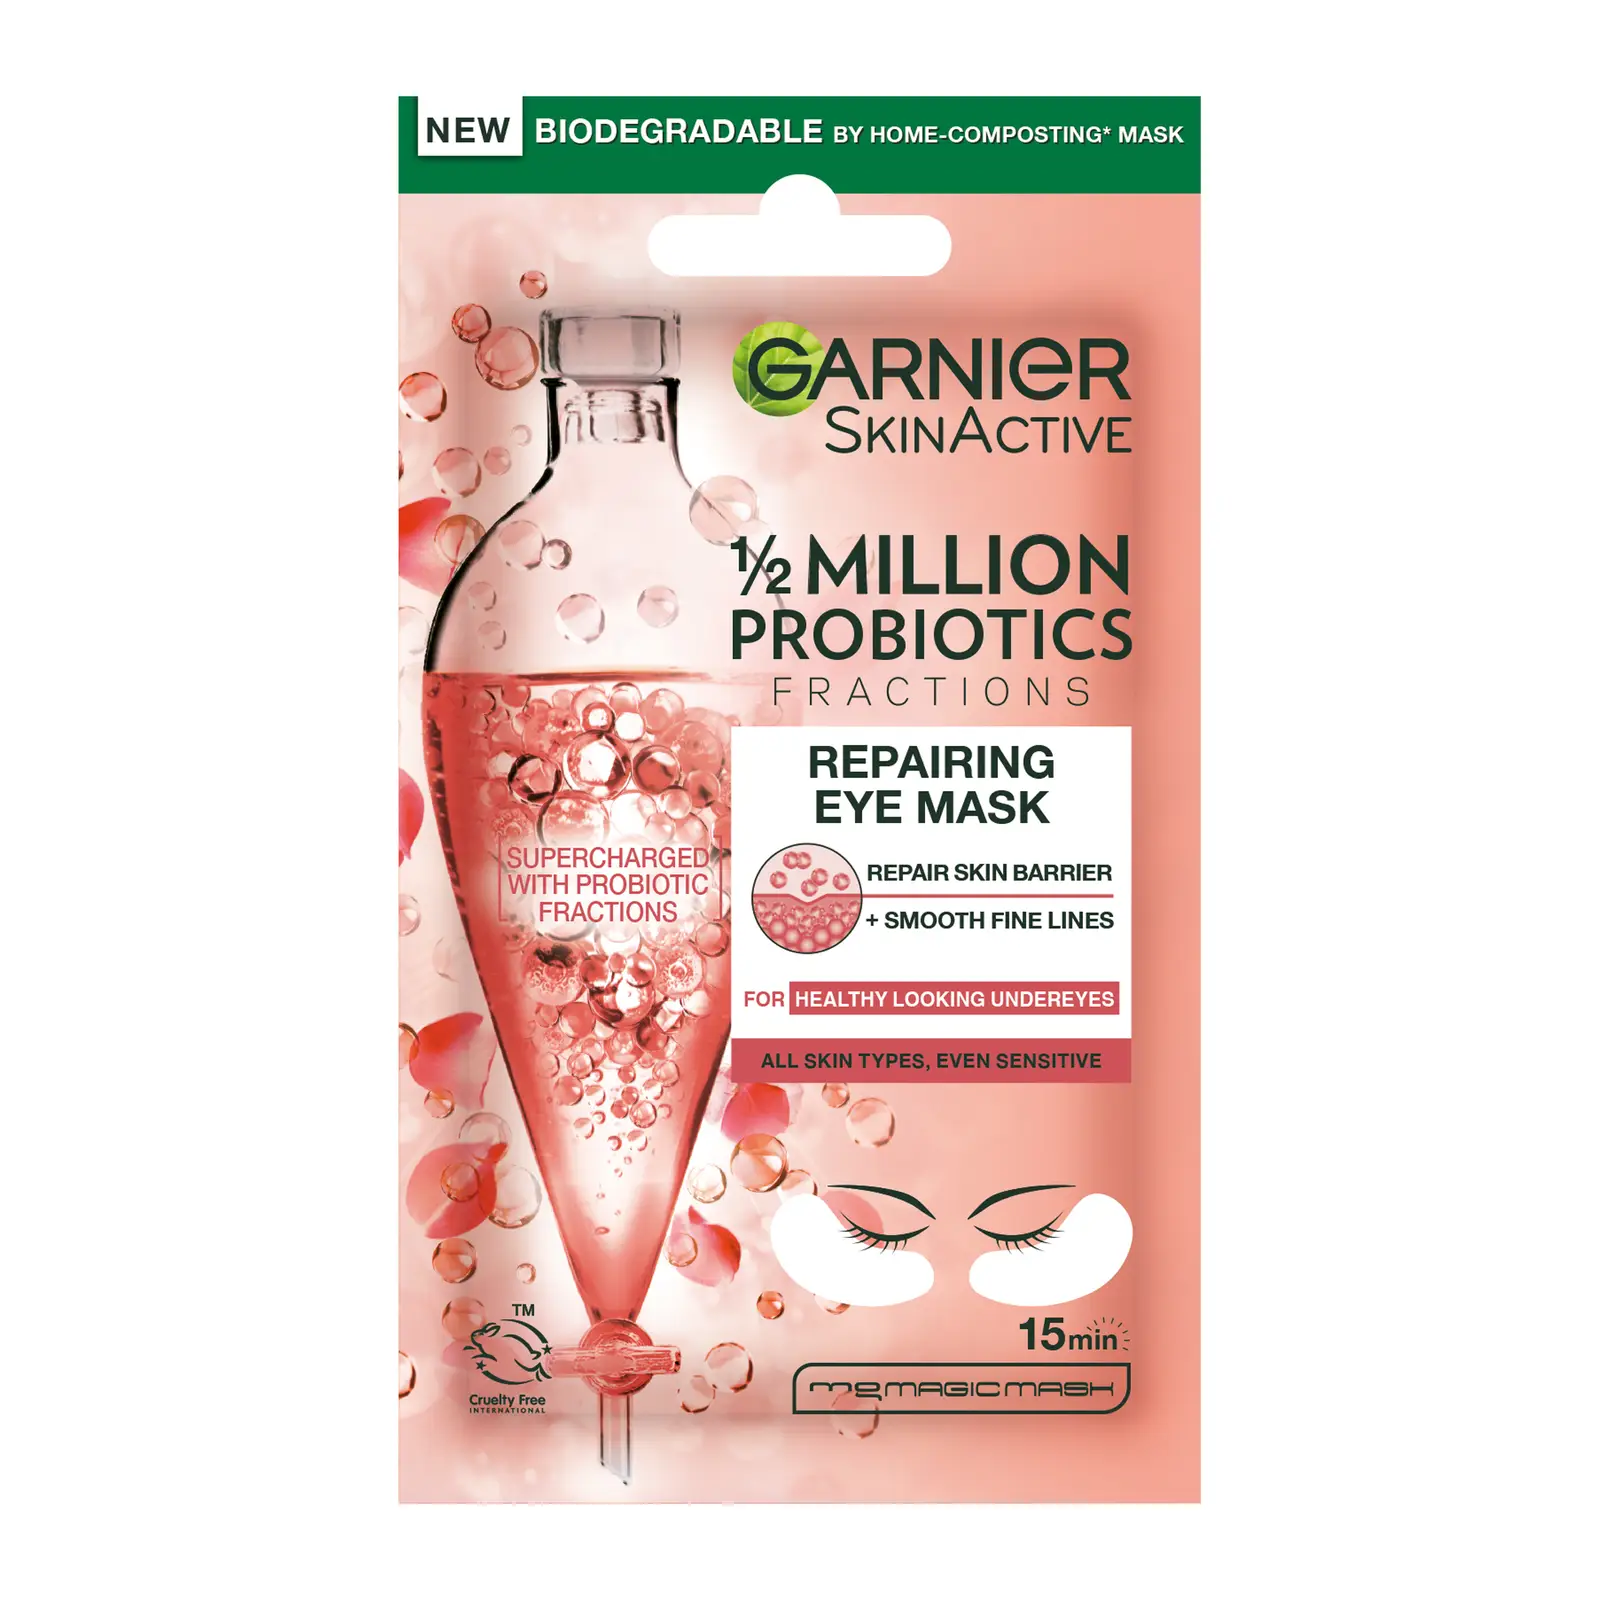 NEW BIODEGRADABLE BY HOME-COMPOSTING* MASK
GARNIER
SKINACTIVE
½ MILLION
PROBIOTICS
FRACTIONS
REPAIRING
EYE MASK
REPAIR SKIN BARRIER
+ SMOOTH FINE LINES
FOR HEALTHY LOOKING UNDEREYES
ALL SKIN TYPES, EVEN SENSITIVE
SUPERCHARGED
WITH PROBIOTIC
FRACTIONS
15min
MAGIC MASK
TM
Cruelty Free
INTERNATIONAL